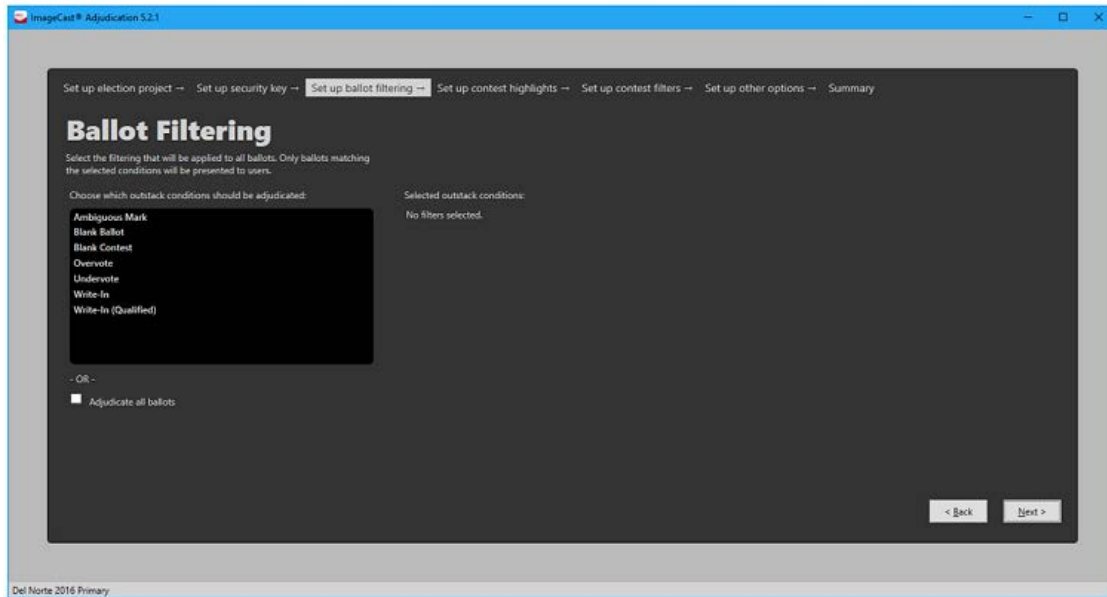 ImageCast® Adjudication 5.2.1
Set up election project → Set up security key → Set up ballot filtering → Set up contest highlights → Set up contest filters → Set up other options → Summary
Ballot Filtering
Select the filtering that will be applied to all ballots. Only ballots matching
the selected conditions will be presented to users.
Choose which outstack conditions should be adjudicated:
Selected outstack conditions:
No filters selected.
Ambiguous Mark
Blank Ballot
Blank Contest
Overvote
Undervote
Write-In
Write-In (Qualified)
- OR -
Adjudicate all ballots
< Back
Next >
Del Norte 2016 Primary